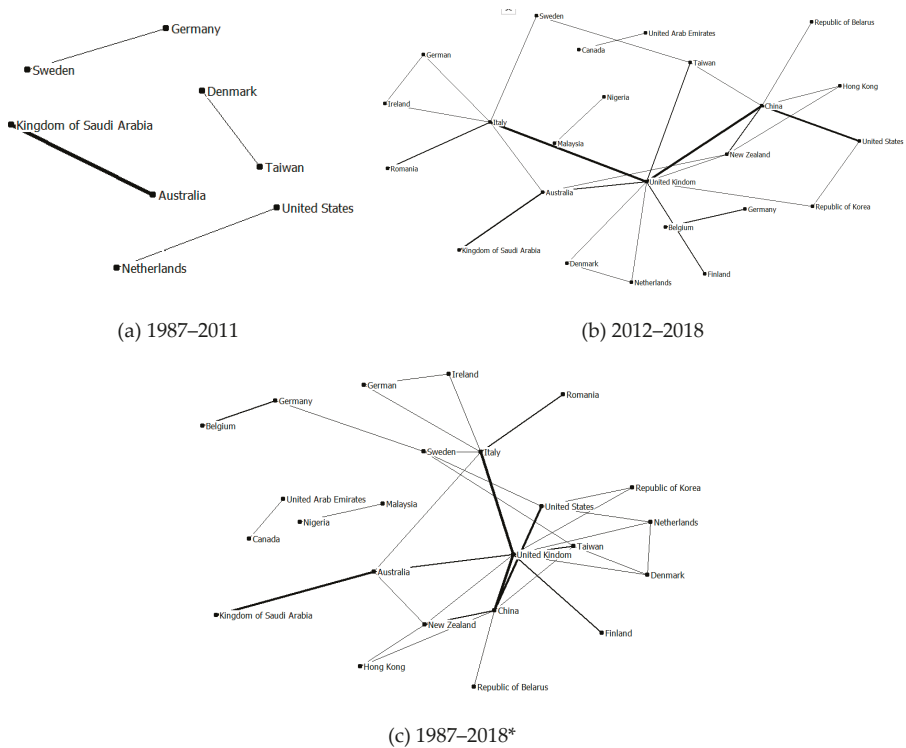 Germany
Sweden
Denmark
Kingdom of Saudi Arabia
Taiwan
Australia
United States
Netherlands
(a) 1987–2011
Sweden
Republic of Belarus
United Arab Emirates
Canada
German
Taiwan
Hong Kong
Nigeria
Ireland
China
Italy
United States
Malaysia
New Zealand
Romania
United Kindom
Australia
Republic of Korea
Germany
Belgium
Kingdom of Saudi Arabia
Denmark
Finland
Netherlands
(b) 2012–2018
Ireland
German
Romania
Germany
Belgium
Sweden
Italy
Republic of Korea
United Arab Emirates
Malaysia
United States
Nigeria
Netherlands
Canada
Taiwan
United Kindom
Australia
Denmark
China
Kingdom of Saudi Arabia
New Zealand
Finland
Hong Kong
Republic of Belarus
(c) 1987–2018*